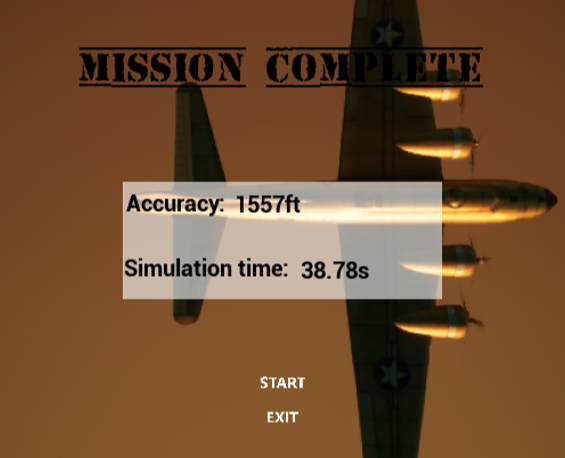 MISSION COMPLETE
Accuracy: 1557ft
Simulation time: 38.78s
START
EXIT